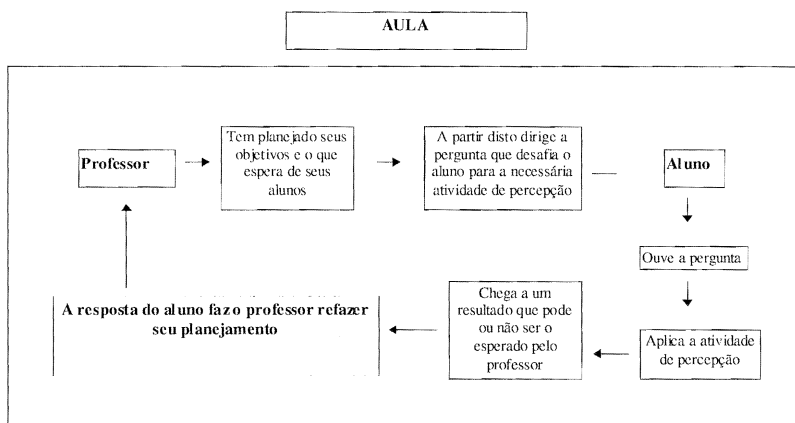 AULA
Professor
Tem planejado seus
objetivos e o que
espera de seus
alunos
A partir disto dirige a
pergunta que desafia o
aluno para a necessária
atividade de percepção
Aluno
Ouve a pergunta
Aplica a atividade
de percepção
Chega a um
resultado que pode
ou não ser o
esperado pelo
professor
A resposta do aluno faz o professor refazer
seu planejamento